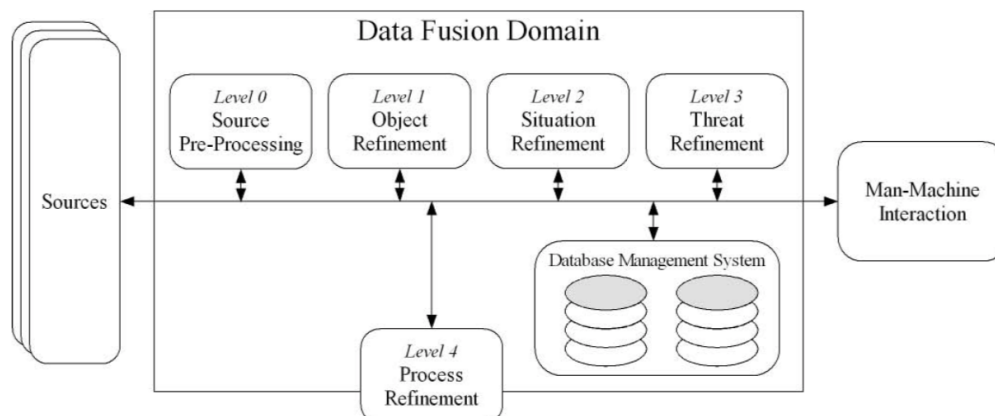 Data Fusion Domain
Sources
Level 0
Source
Pre-Processing
Level 1
Object
Refinement
Level 2
Situation
Refinement
Level 3
Threat
Refinement
Man-Machine
Interaction
Database Management System
Level 4
Process
Refinement